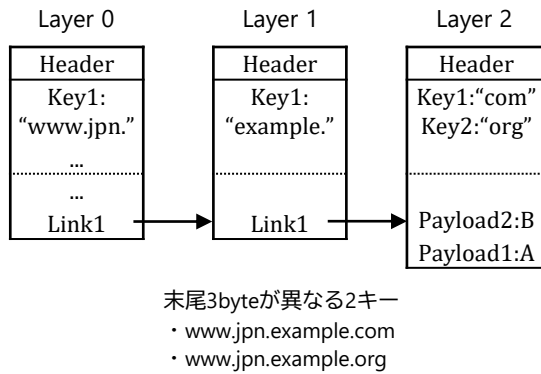 Layer 0
Layer 1
Layer 2
Header
Key1:
“www.jpn.”
...
...
Link1
Header
Key1:
“example.”
Link1
Header
Key1:“com”
Key2:“org”
Payload2:B
Payload1:A
末尾3byteが異なる2キー
・www.jpn.example.com
・www.jpn.example.org